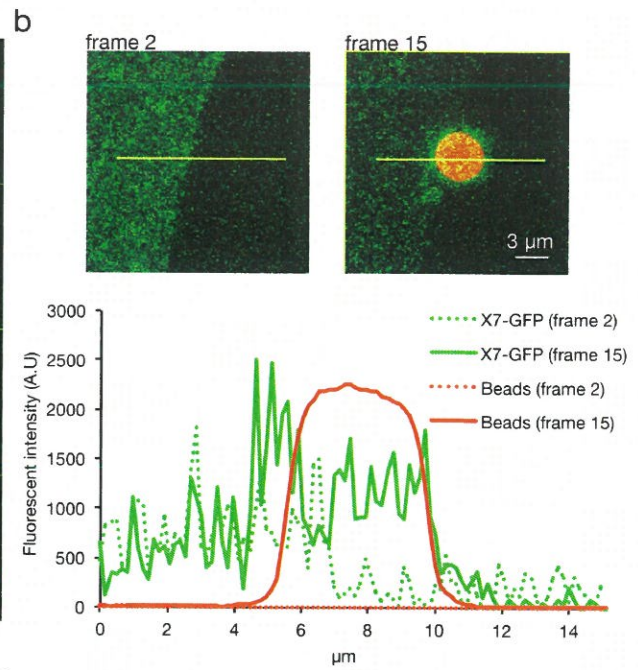 b
frame 2
frame 15
3 µm
3000
2500
2000
1500
1000
500
0
Fluorescent intensity (A.U)
X7-GFP (frame 2)
X7-GFP (frame 15)
Beads (frame 2)
Beads (frame 15)
0 2 4 6 8 10 12 14
µm